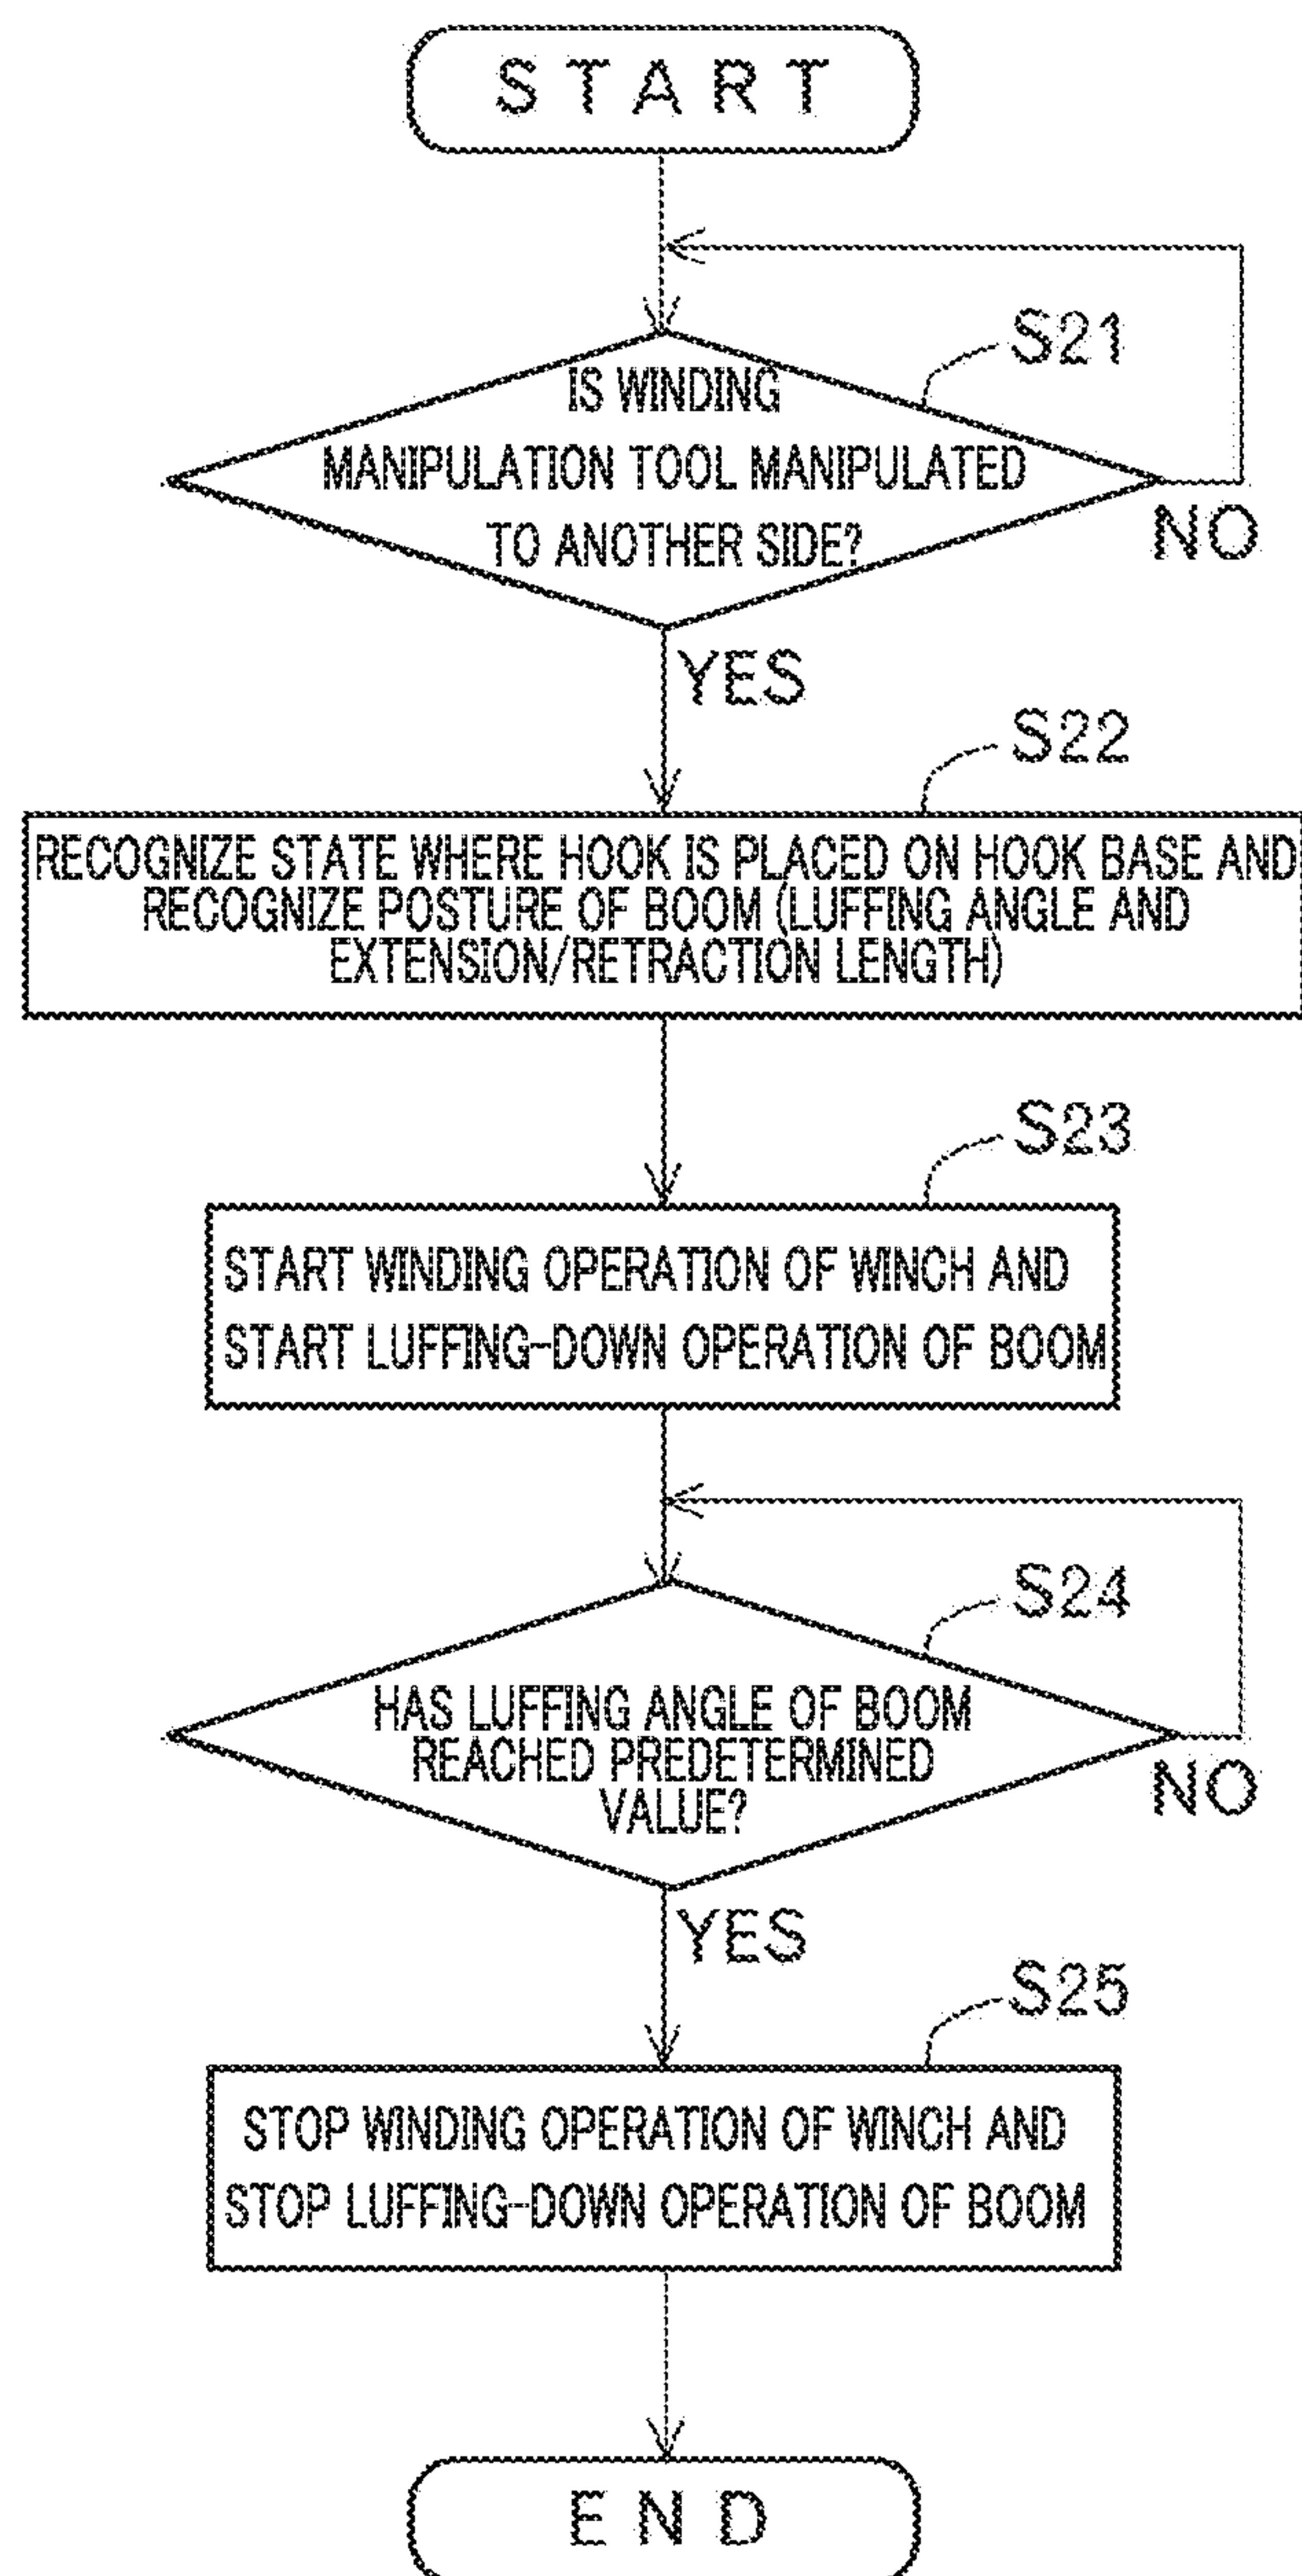 START
S21
IS WINDING
MANIPULATION TOOL MANIPULATED
TO ANOTHER SIDE?
NO
YES
S22
RECOGNIZE STATE WHERE HOOK IS PLACED ON HOOK BASE AND
RECOGNIZE POSTURE OF BOOM (LUFFING ANGLE AND
EXTENSION/RETRACTION LENGTH)
S23
START WINDING OPERATION OF WINCH AND
START LUFFING-DOWN OPERATION OF BOOM
S24
HAS LUFFING ANGLE OF BOOM
REACHED PREDETERMINED
VALUE?
NO
YES
S25
STOP WINDING OPERATION OF WINCH AND
STOP LUFFING-DOWN OPERATION OF BOOM
END